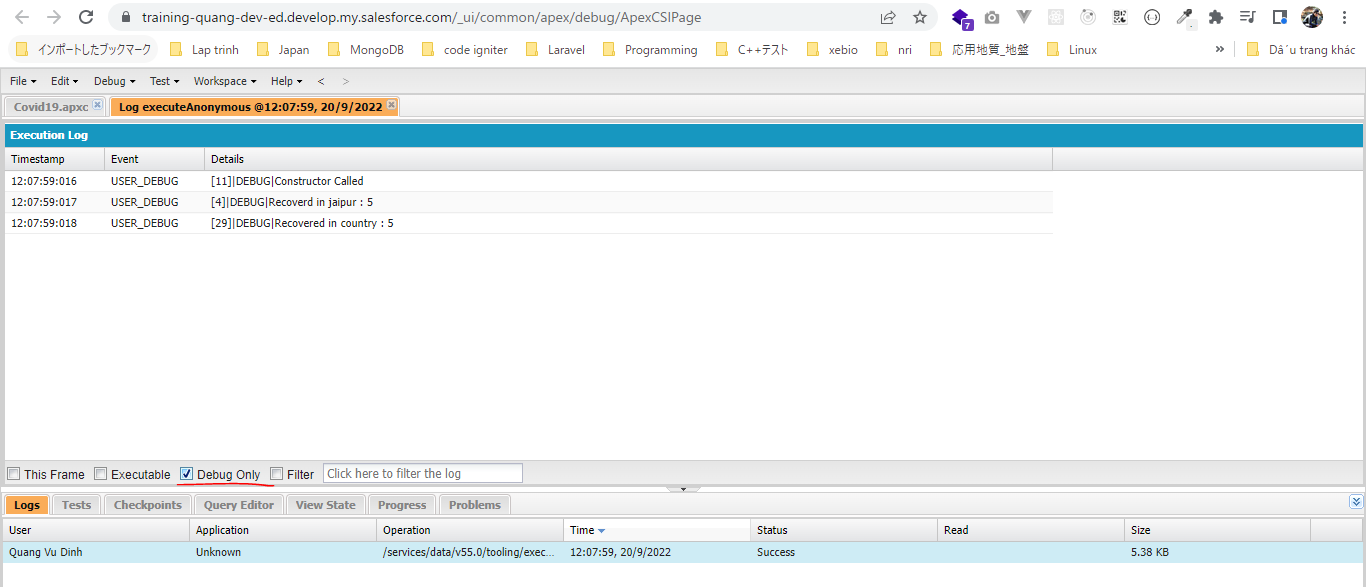 training-quang-dev-ed.develop.my.salesforce.com/_ui/common/apex/debug/ApexCSIPage
7
インポートしたブックマーク Lap trinh Japan MongoDB code igniter Laravel Programming C++テスト xebio nri 応用地質_地盤 Linux » Dấu trang khác
File Edit Debug Test Workspace Help < >
Covid19.apxc Log executeAnonymous @12:07:59, 20/9/2022
Execution Log
Timestamp Event Details
12:07:59:016 USER_DEBUG [11]|DEBUG|Constructor Called
12:07:59:017 USER_DEBUG [4]|DEBUG|Recoverd in jaipur : 5
12:07:59:018 USER_DEBUG [29]|DEBUG|Recovered in country : 5
This Frame Executable Debug Only Filter Click here to filter the log
Logs Tests Checkpoints Query Editor View State Progress Problems
User Application Operation Time Status Read Size
Quang Vu Dinh Unknown /services/data/v55.0/tooling/exec... 12:07:59, 20/9/2022 Success 5.38 KB